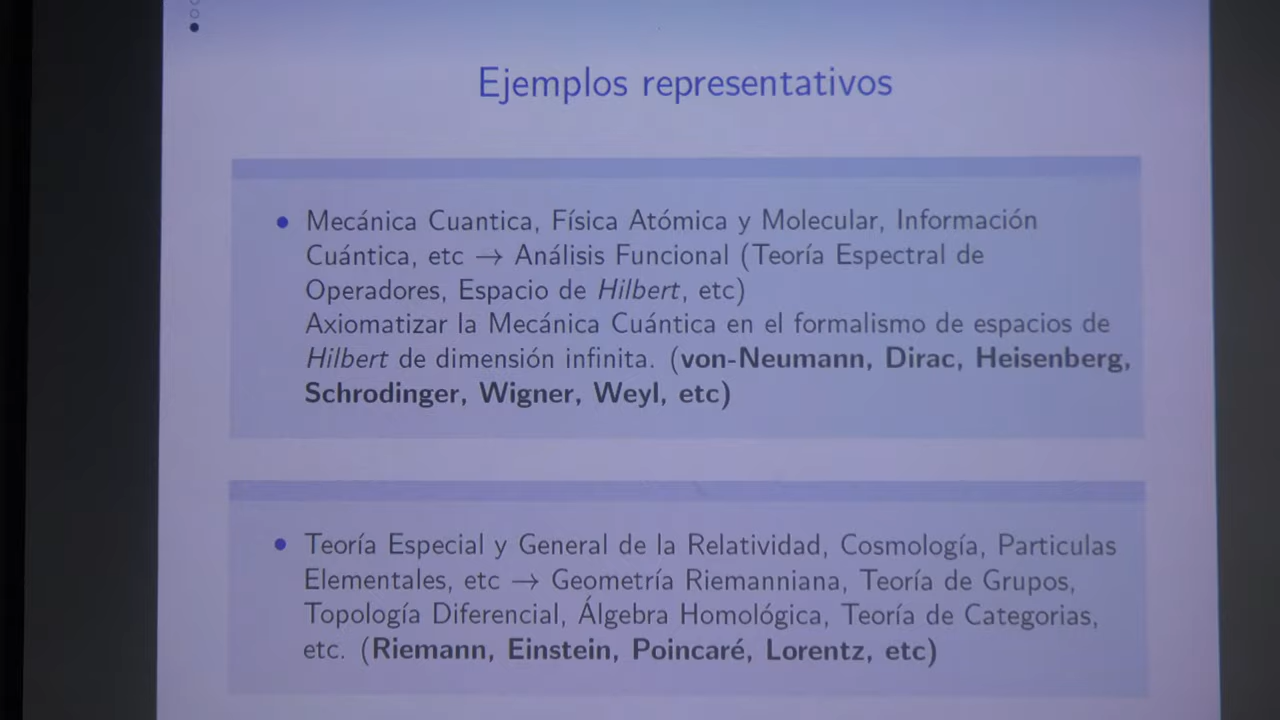 Ejemplos representativos
• Mecánica Cuantica, Física Atómica y Molecular, Información
Cuántica, etc → Análisis Funcional (Teoría Espectral de
Operadores, Espacio de Hilbert, etc)
Axiomatizar la Mecánica Cuántica en el formalismo de espacios de
Hilbert de dimensión infinita. (von-Neumann, Dirac, Heisenberg,
Schrodinger, Wigner, Weyl, etc)
• Teoría Especial y General de la Relatividad, Cosmología, Particulas
Elementales, etc → Geometría Riemanniana, Teoría de Grupos,
Topología Diferencial, Álgebra Homológica, Teoría de Categorias,
etc. (Riemann, Einstein, Poincaré, Lorentz, etc)